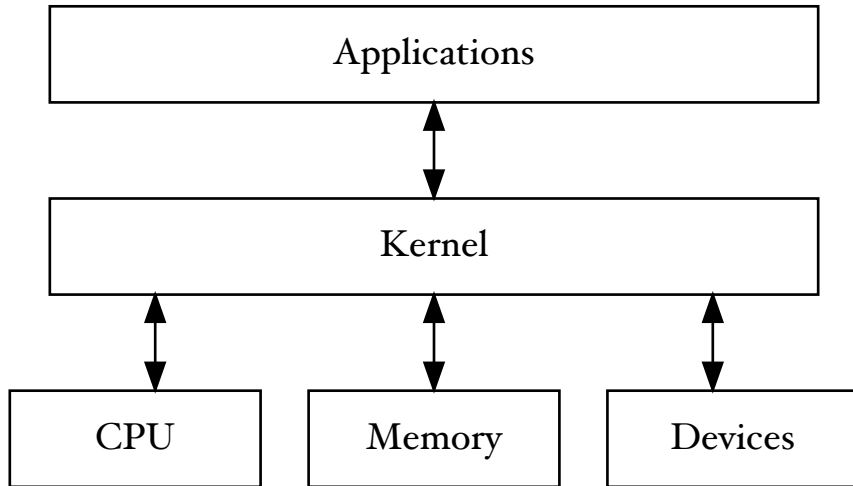 Applications
Kernel
CPU
Memory
Devices